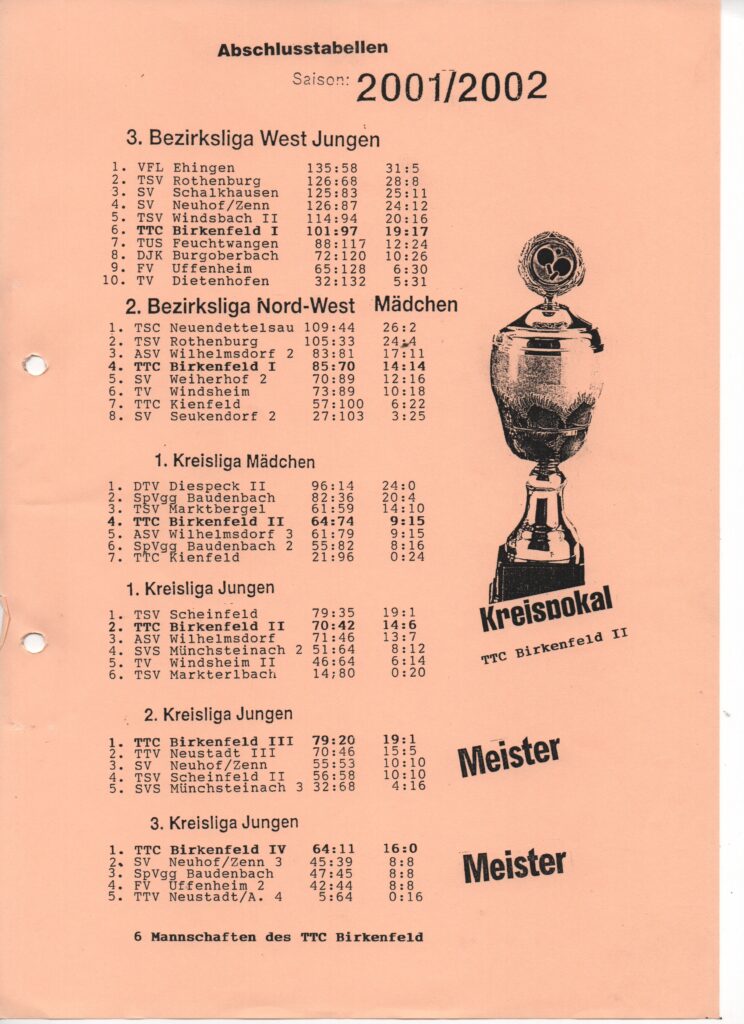 Abschlusstabellen
Saison: 2001/2002
3. Bezirksliga West Jungen
1. VFL Ehingen 135:58 31:5
2. TSV Rothenburg 126:68 28:8
3. SV Schalkhausen 125:83 25:11
4. SV Neuhof/Zenn 126:87 24:12
5. TSV Windsbach II 114:94 20:16
6. TTC Birkenfeld I 101:97 19:17
7. TUS Feuchtwangen 88:117 12:24
8. DJK Burgoberbach 72:120 10:26
9. FV Uffenheim 65:128 6:30
10. TV Dietenhofen 32:132 5:31
2. Bezirksliga Nord-West Mädchen
1. TSC Neuendettelsau 109:44 26:2
2. TSV Rothenburg 105:33 24:4
3. ASV Wilhelmsdorf 2 83:81 17:11
4. TTC Birkenfeld I 85:70 14:14
5. SV Weiherhof 2 70:89 12:16
6. TV Windsheim 73:89 10:18
7. TTC Kienfeld 57:100 6:22
8. SV Seukendorf 2 27:103 3:25
1. Kreisliga Mädchen
1. DTV Diespeck II 96:14 24:0
2. SpVgg Baudenbach 82:36 20:4
3. TSV Marktbergel 61:59 14:10
4. TTC Birkenfeld II 64:74 9:15
5. ASV Wilhelmsdorf 3 61:79 9:15
6. SpVgg Baudenbach 2 55:82 8:16
7. TTC Kienfeld 21:96 0:24
1. Kreisliga Jungen
1. TSV Scheinfeld 79:35 19:1
2. TTC Birkenfeld II 70:42 14:6
3. ASV Wilhelmsdorf 71:46 13:7
4. SVS Münchsteinach 2 51:64 8:12
5. TV Windsheim II 46:64 6:14
6. TSV Markterlbach 14;80 0:20
Kreispokal
TTC Birkenfeld II
2. Kreisliga Jungen
1. TTC Birkenfeld III 79:20 19:1
2. TTV Neustadt III 70:46 15:5
3. SV Neuhof/Zenn 55:53 10:10
4. TSV Scheinfeld II 56:58 10:10
5. SVS Münchsteinach 3 32:68 4:16
Meister
3. Kreisliga Jungen
1. TTC Birkenfeld IV 64:11 16:0
2. SV Neuhof/Zenn 3 45:39 8:8
3. SpVgg Baudenbach 47:45 8:8
4. FV Uffenheim 2 42:44 8:8
5. TTV Neustadt/A. 4 5:64 0:16
Meister
6 Mannschaften des TTC Birkenfeld